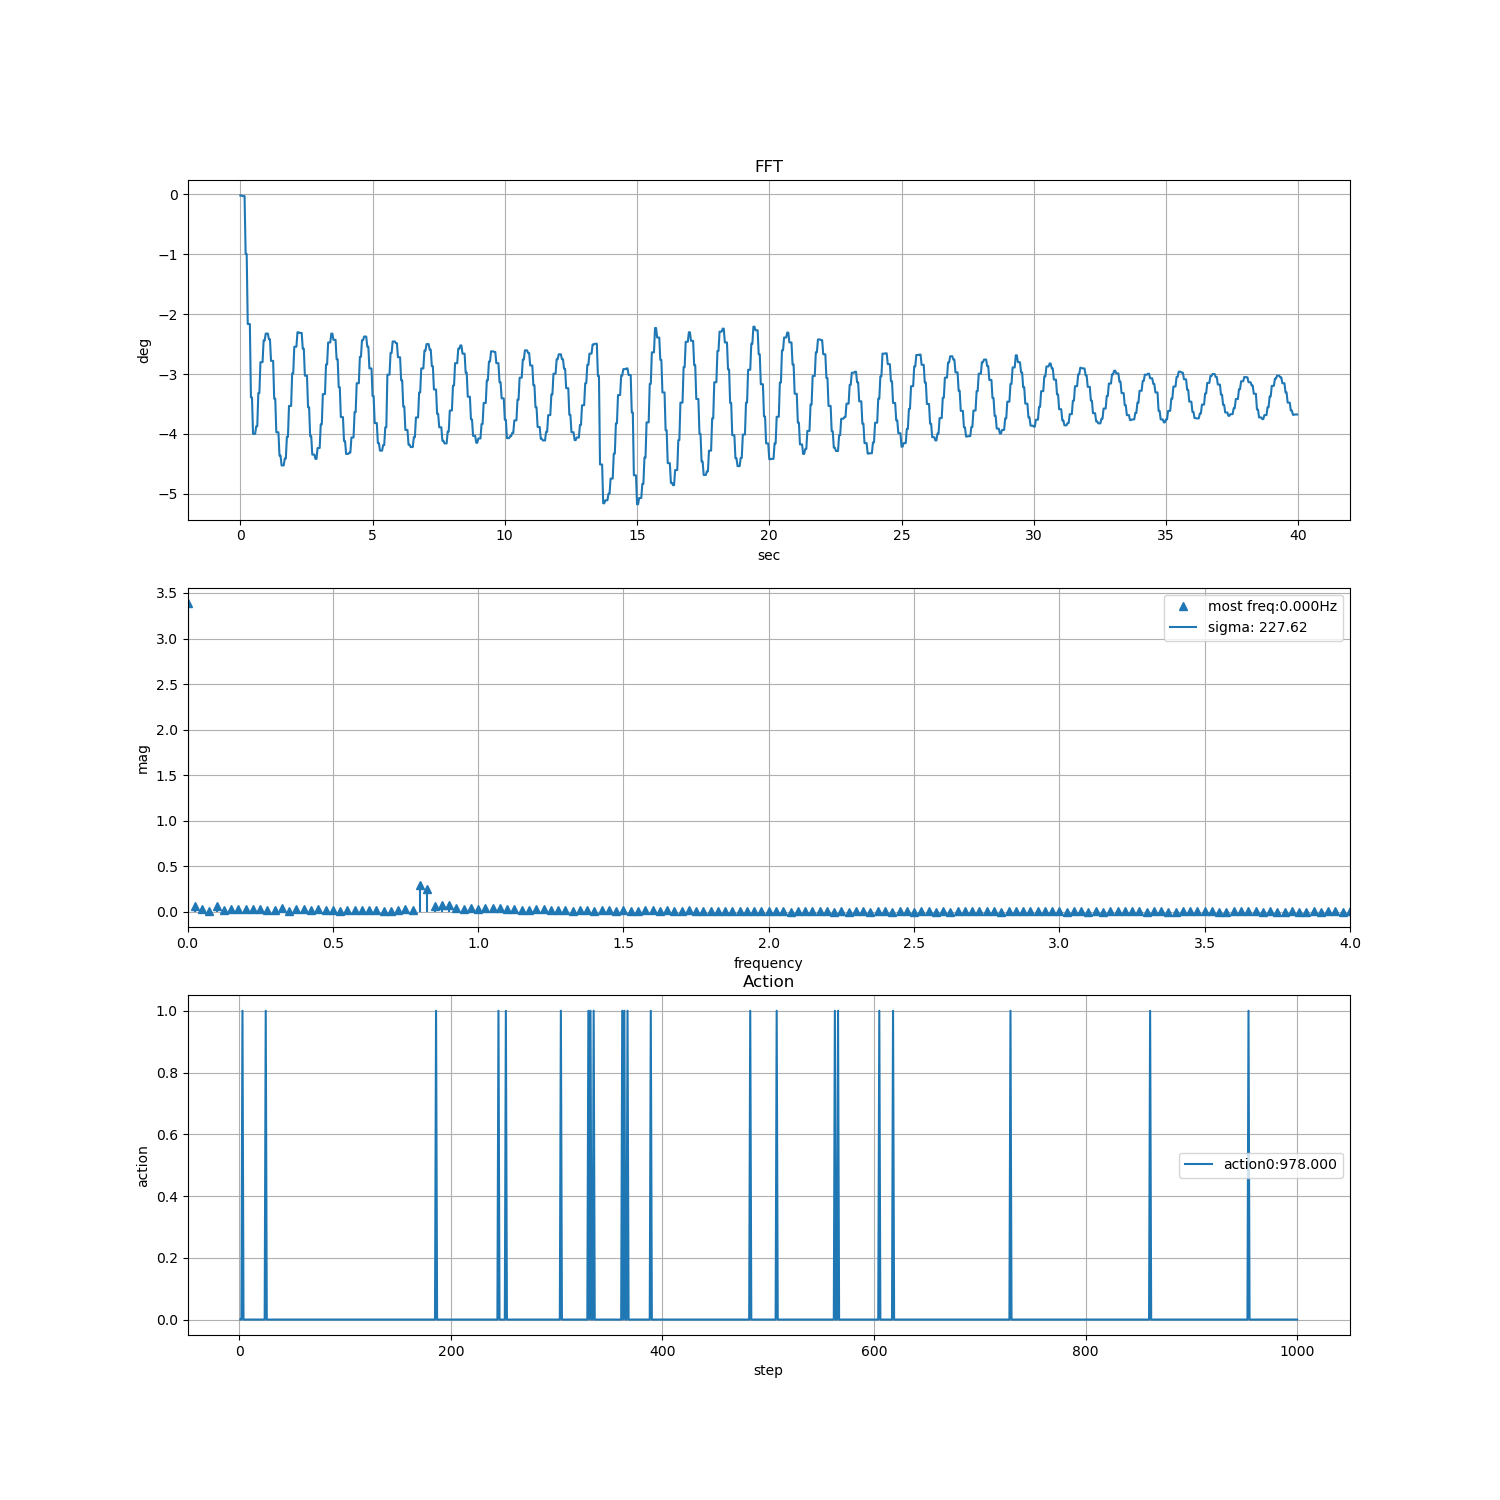 FFT
0
−1
−2
−3
−4
−5
deg
0 5 10 15 20 25 30 35 40
sec
3.5
3.0
2.5
2.0
1.5
1.0
0.5
0.0
mag
most freq:0.000Hz
sigma: 227.62
0.0 0.5 1.0 1.5 2.0 2.5 3.0 3.5 4.0
frequency
Action
1.0
0.8
0.6
0.4
0.2
0.0
action
action0:978.000
0 200 400 600 800 1000
step